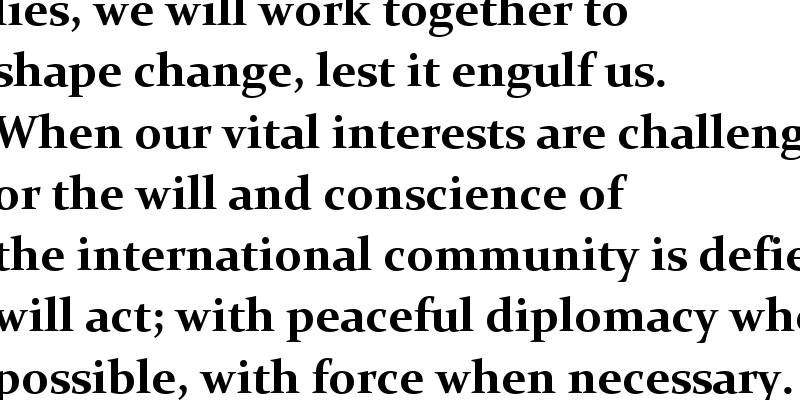 lies, we will work together to
shape change, lest it engulf us.
When our vital interests are challeng
or the will and conscience of
the international community is defie
will act; with peaceful diplomacy whe
possible, with force when necessary.